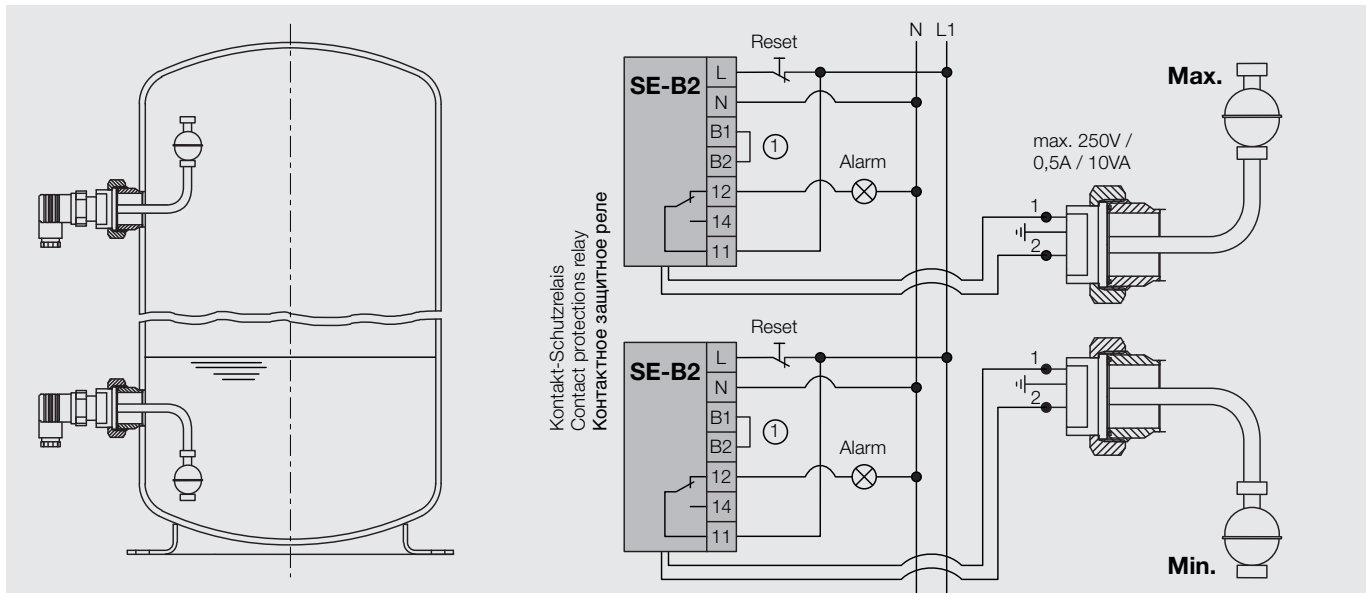 N L1
Reset
SE-B2
L
N
B1
B2
12
14
11
1
Alarm
Max.
max. 250V /
0,5A / 10VA
1
2
Kontakt-Schutzrelais
Contact protections relay
Контактное защитное реле
Reset
SE-B2
L
N
B1
B2
12
14
11
1
Alarm
1
2
Min.